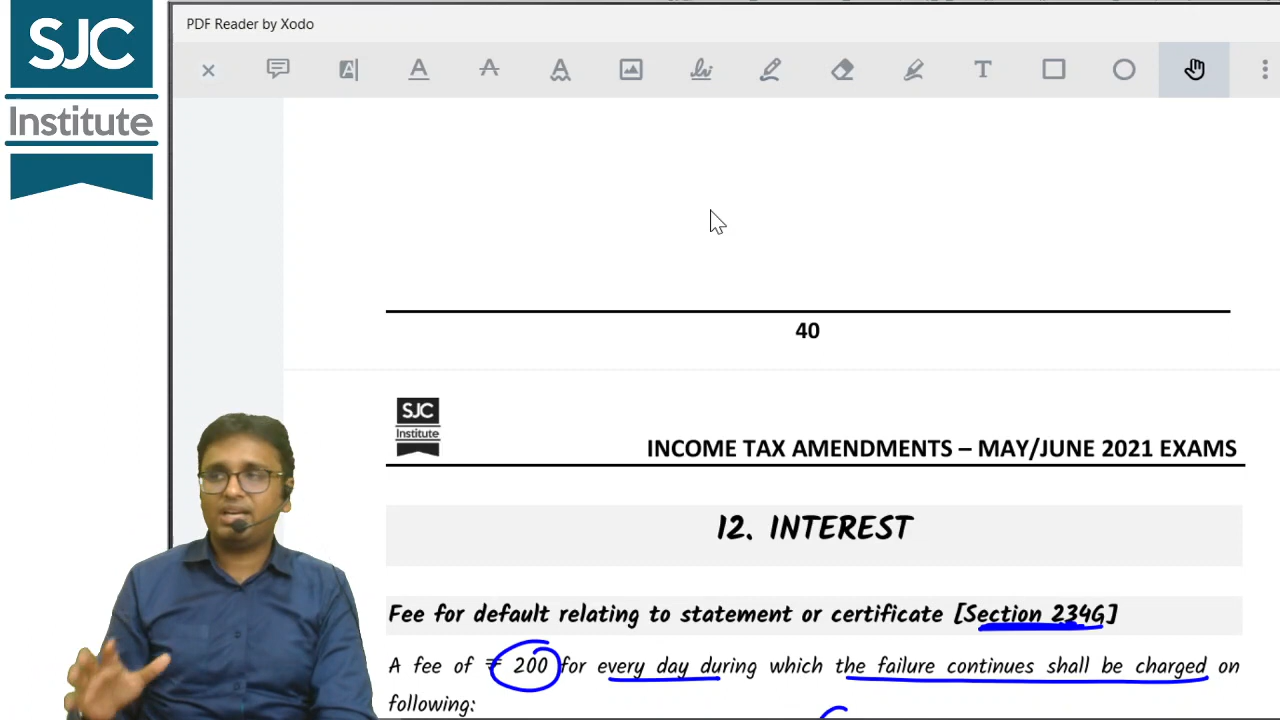 SJC
Institute
PDF Reader by Xodo
40
SJC
Institute
INCOME TAX AMENDMENTS – MAY/JUNE 2021 EXAMS
12. INTEREST
Fee for default relating to statement or certificate [Section 234G]
A fee of ₹ 200 for every day during which the failure continues shall be charged on
following: